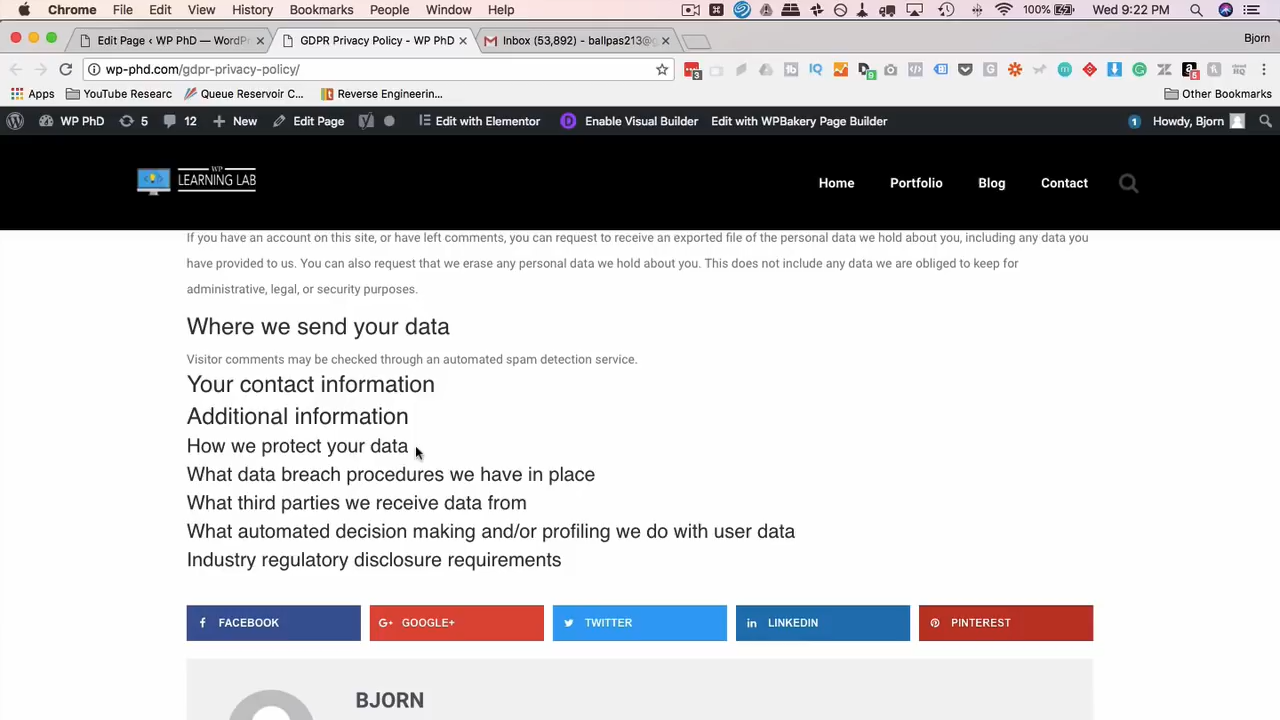 Chrome File Edit View History Bookmarks People Window Help 100% Wed 9:22 PM
Edit Page ‹ WP PhD — WordPr GDPR Privacy Policy - WP PhD Inbox (53,892) - ballpas213@g Bjorn
wp-phd.com/gdpr-privacy-policy/
Apps YouTube Researc Queue Reservoir C... Reverse Engineerin... Other Bookmarks
WP PhD 5 12 New Edit Page Edit with Elementor Enable Visual Builder Edit with WPBakery Page Builder 1 Howdy, Bjorn
WP
LEARNING LAB
Home Portfolio Blog Contact
If you have an account on this site, or have left comments, you can request to receive an exported file of the personal data we hold about you, including any data you
have provided to us. You can also request that we erase any personal data we hold about you. This does not include any data we are obliged to keep for
administrative, legal, or security purposes.
Where we send your data
Visitor comments may be checked through an automated spam detection service.
Your contact information
Additional information
How we protect your data
What data breach procedures we have in place
What third parties we receive data from
What automated decision making and/or profiling we do with user data
Industry regulatory disclosure requirements
FACEBOOK GOOGLE+ TWITTER LINKEDIN PINTEREST
BJORN